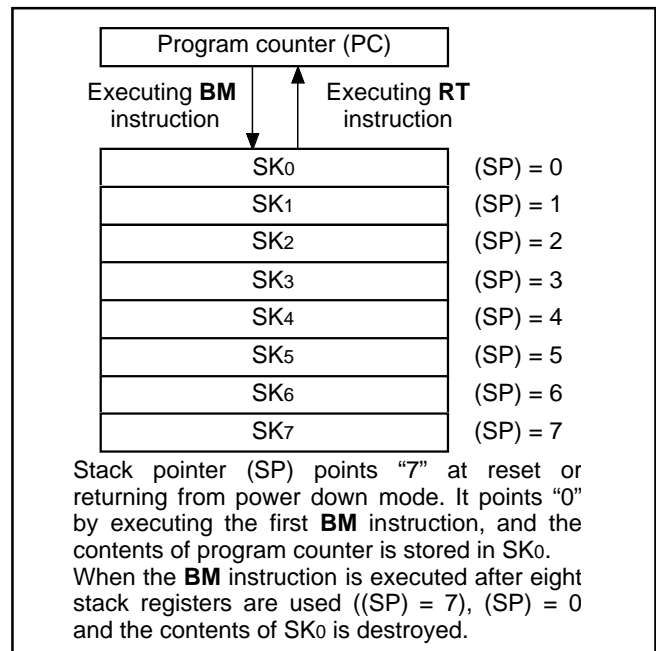 Program counter (PC)
Executing BM
instruction
Executing RT
instruction
SK0 (SP) = 0
SK1 (SP) = 1
SK2 (SP) = 2
SK3 (SP) = 3
SK4 (SP) = 4
SK5 (SP) = 5
SK6 (SP) = 6
SK7 (SP) = 7
Stack pointer (SP) points “7” at reset or
returning from power down mode. It points “0”
by executing the first BM instruction, and the
contents of program counter is stored in SK0.
When the BM instruction is executed after eight
stack registers are used ((SP) = 7), (SP) = 0
and the contents of SK0 is destroyed.